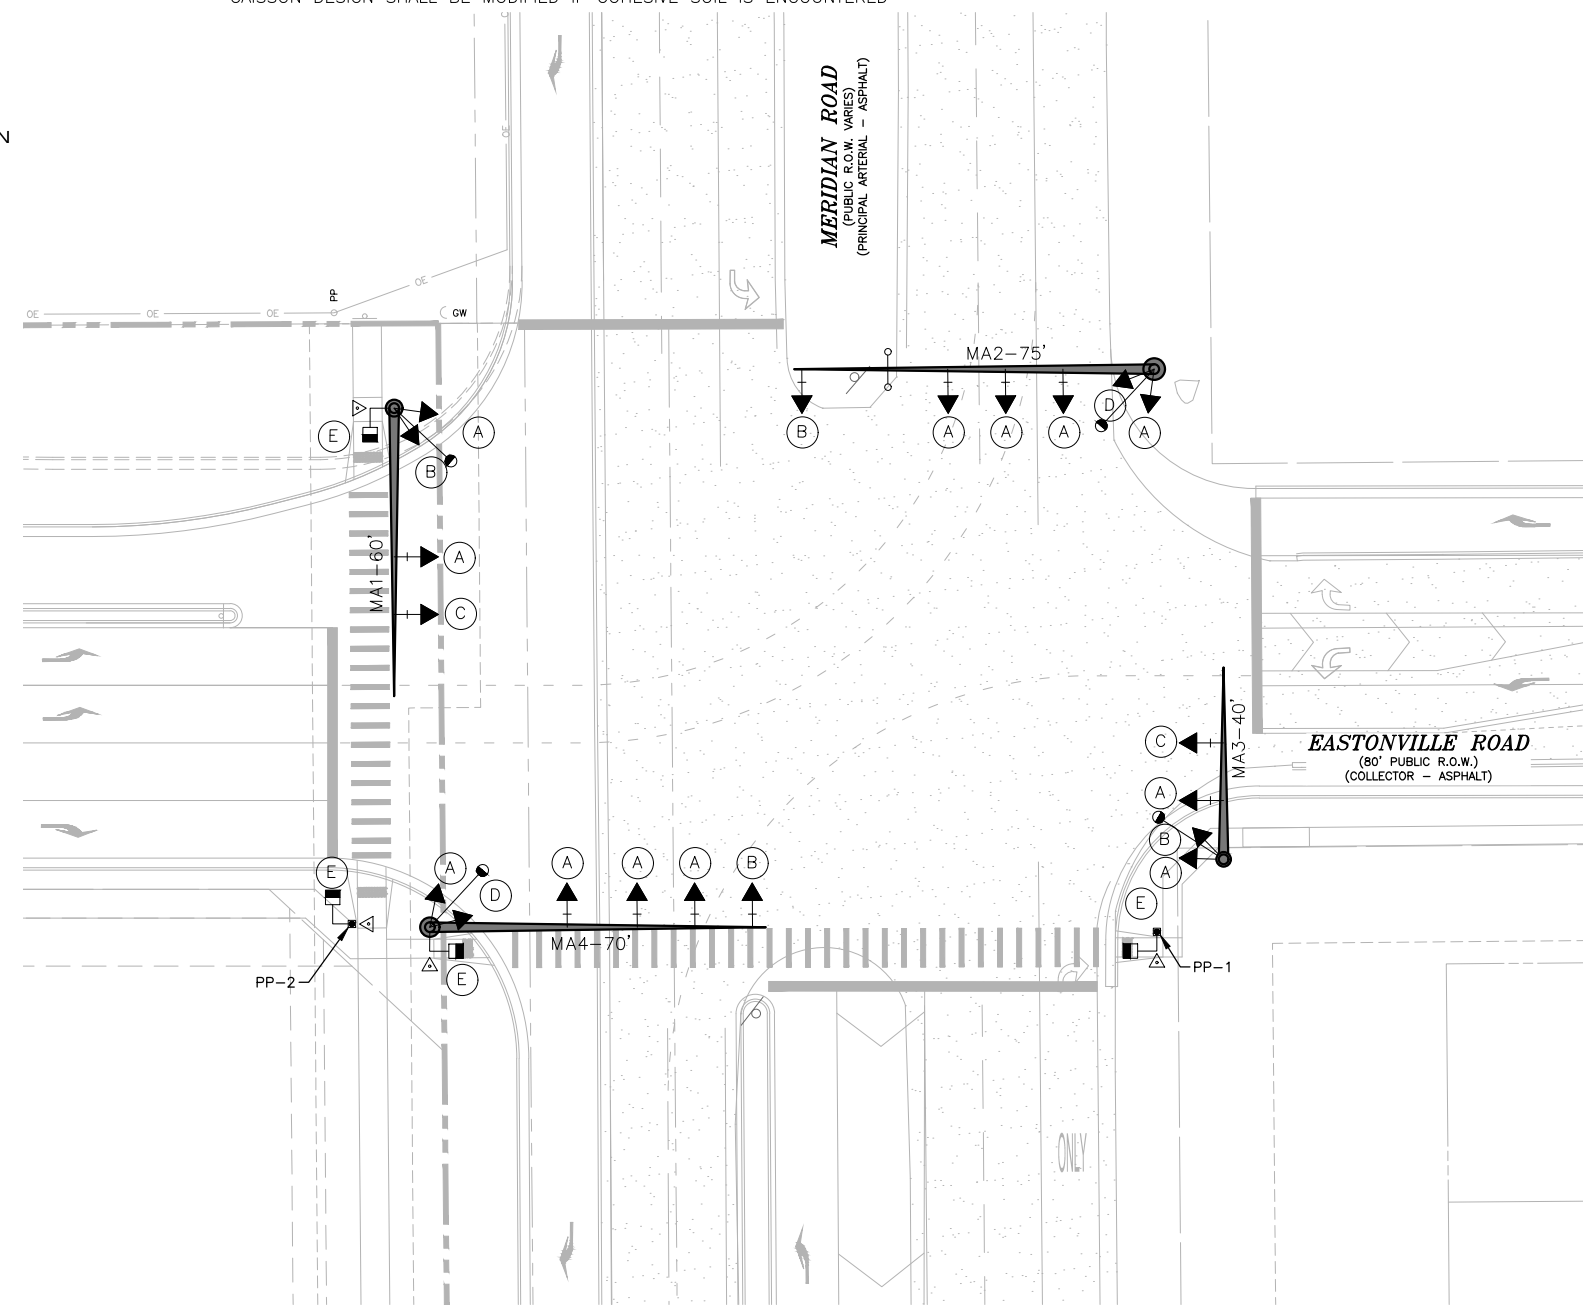 CAISSON DESIGN SHALL BE MODIFIED IF COHESIVE SOIL IS ENCOUNTERED
N
OE
OE
MERIDIAN ROAD
(PUBLIC R.O.W. VARIES)
(PRINCIPAL ARTERIAL – ASPHALT)
OE
PP
OE
OE
OE
GW
MA2–75'
D
E
A
B
A
A
A
A
B
MA1–60'
A
C
C
MA3–40'
EASTONVILLE ROAD
(80' PUBLIC R.O.W.)
(COLLECTOR – ASPHALT)
A
B
A
E
E
A
D
A
A
A
B
MA4–70'
E
PP–2
PP–1
ONLY